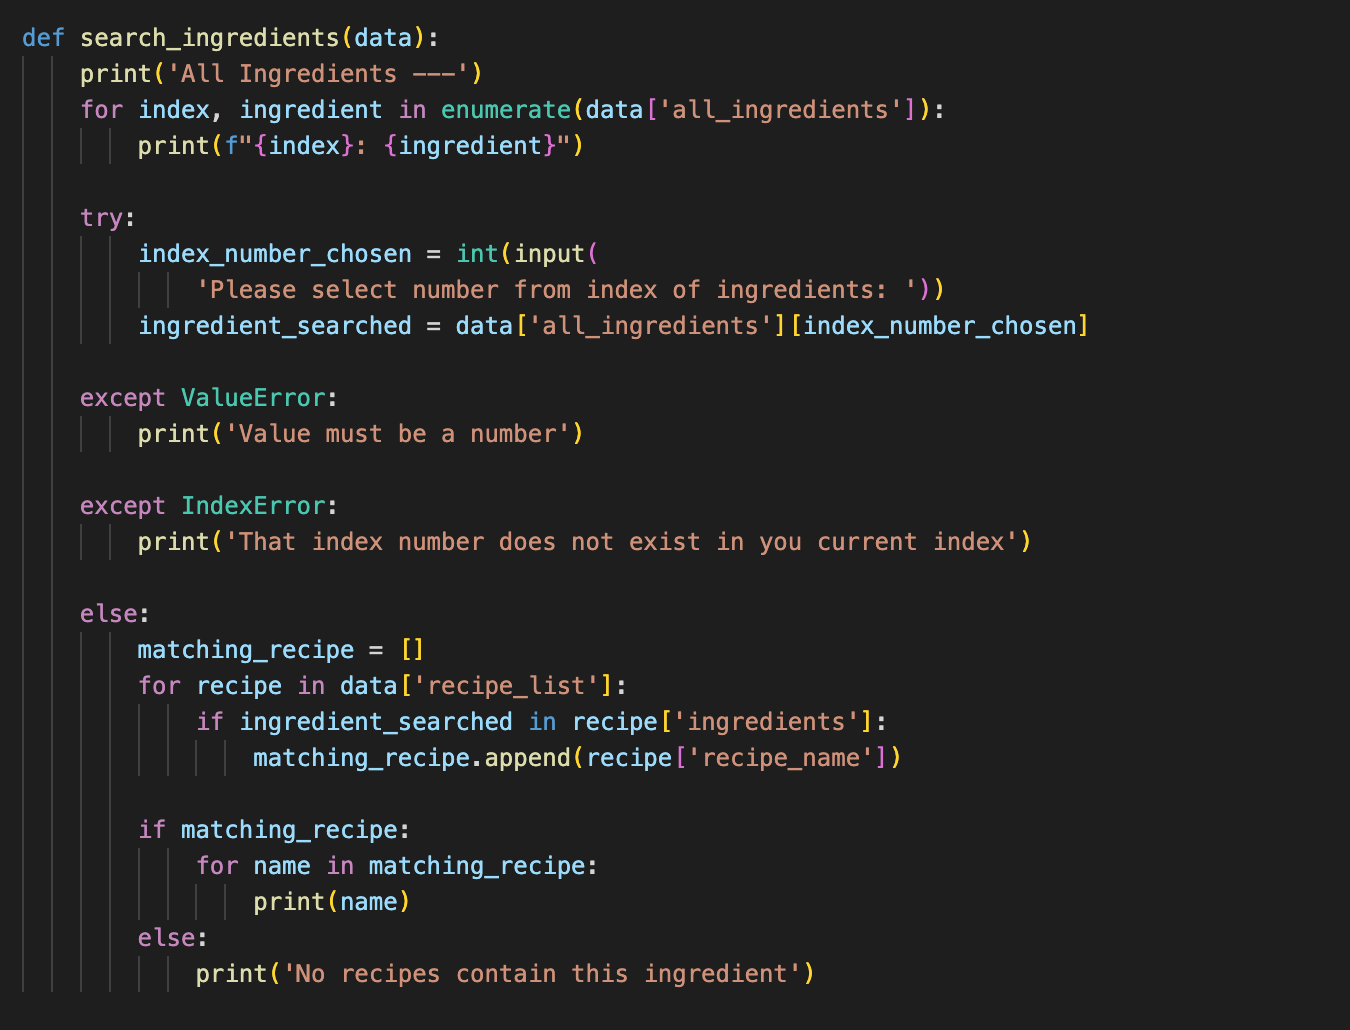 def search_ingredients(data):
    print('All Ingredients ---')
    for index, ingredient in enumerate(data['all_ingredients']):
        print(f"{index}: {ingredient}")

    try:
        index_number_chosen = int(input(
            'Please select number from index of ingredients: '))
        ingredient_searched = data['all_ingredients'][index_number_chosen]

    except ValueError:
        print('Value must be a number')

    except IndexError:
        print('That index number does not exist in you current index')

    else:
        matching_recipe = []
        for recipe in data['recipe_list']:
            if ingredient_searched in recipe['ingredients']:
                matching_recipe.append(recipe['recipe_name'])

        if matching_recipe:
            for name in matching_recipe:
                print(name)
        else:
            print('No recipes contain this ingredient')